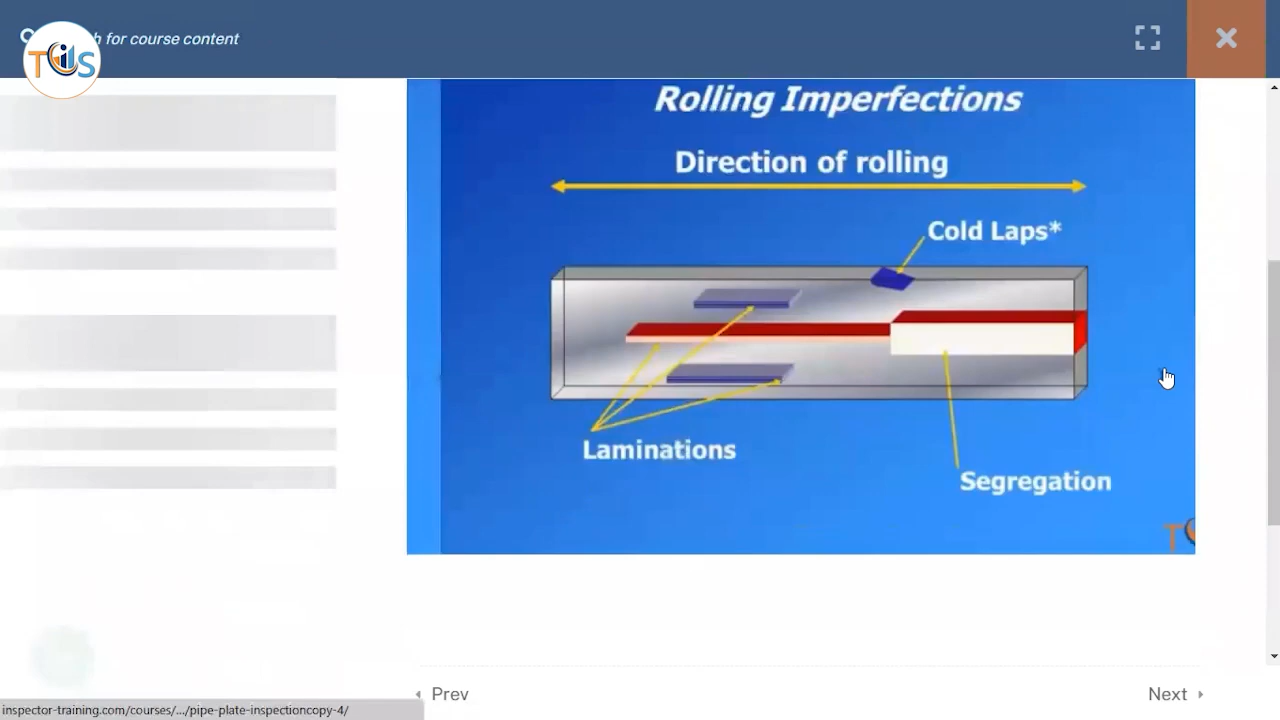 h for course content
TIS
Rolling Imperfections
Direction of rolling
Cold Laps*
Laminations
Segregation
Prev
Next
inspector-training.com/courses/.../pipe-plate-inspectioncopy-4/